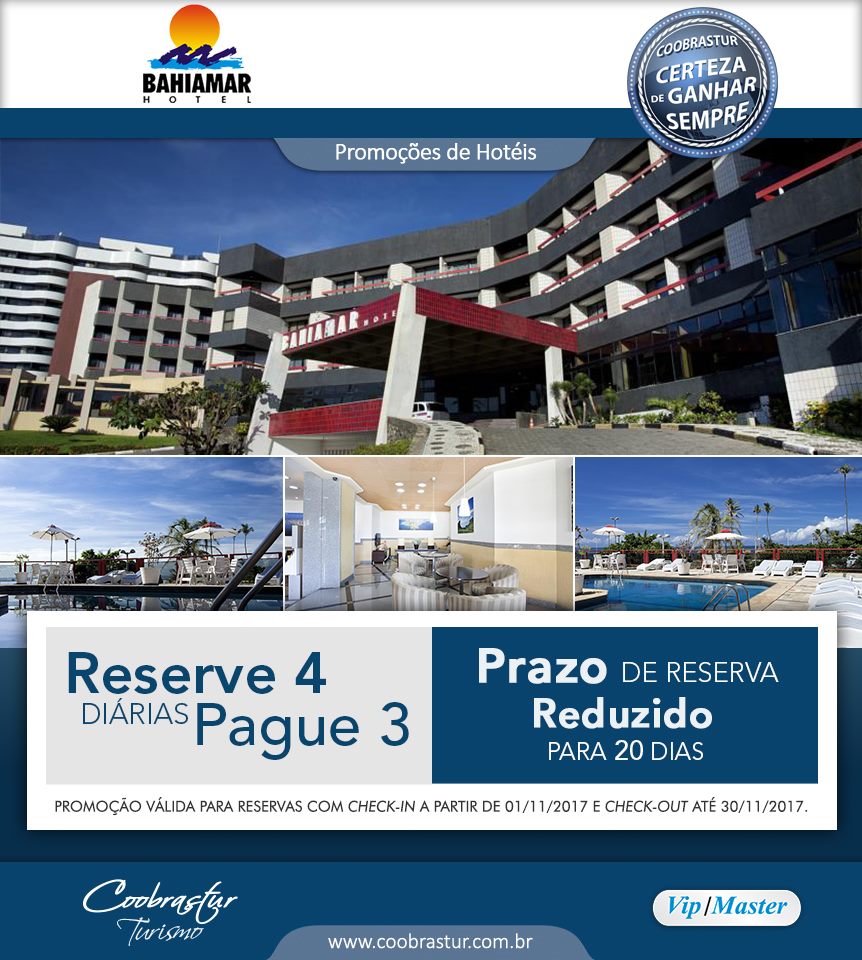 BAHIAMAR
HOTEL
COOBRASTUR
CERTEZA
DE GANHAR
SEMPRE
Promoções de Hotéis
BAHIAMAR HOTEL
Reserve 4
DIÁRIAS Pague 3
Prazo DE RESERVA
Reduzido
PARA 20 DIAS
PROMOÇÃO VÁLIDA PARA RESERVAS COM CHECK-IN A PARTIR DE 01/11/2017 E CHECK-OUT ATÉ 30/11/2017.
Coobrastur
Turismo
Vip/Master
www.coobrastur.com.br